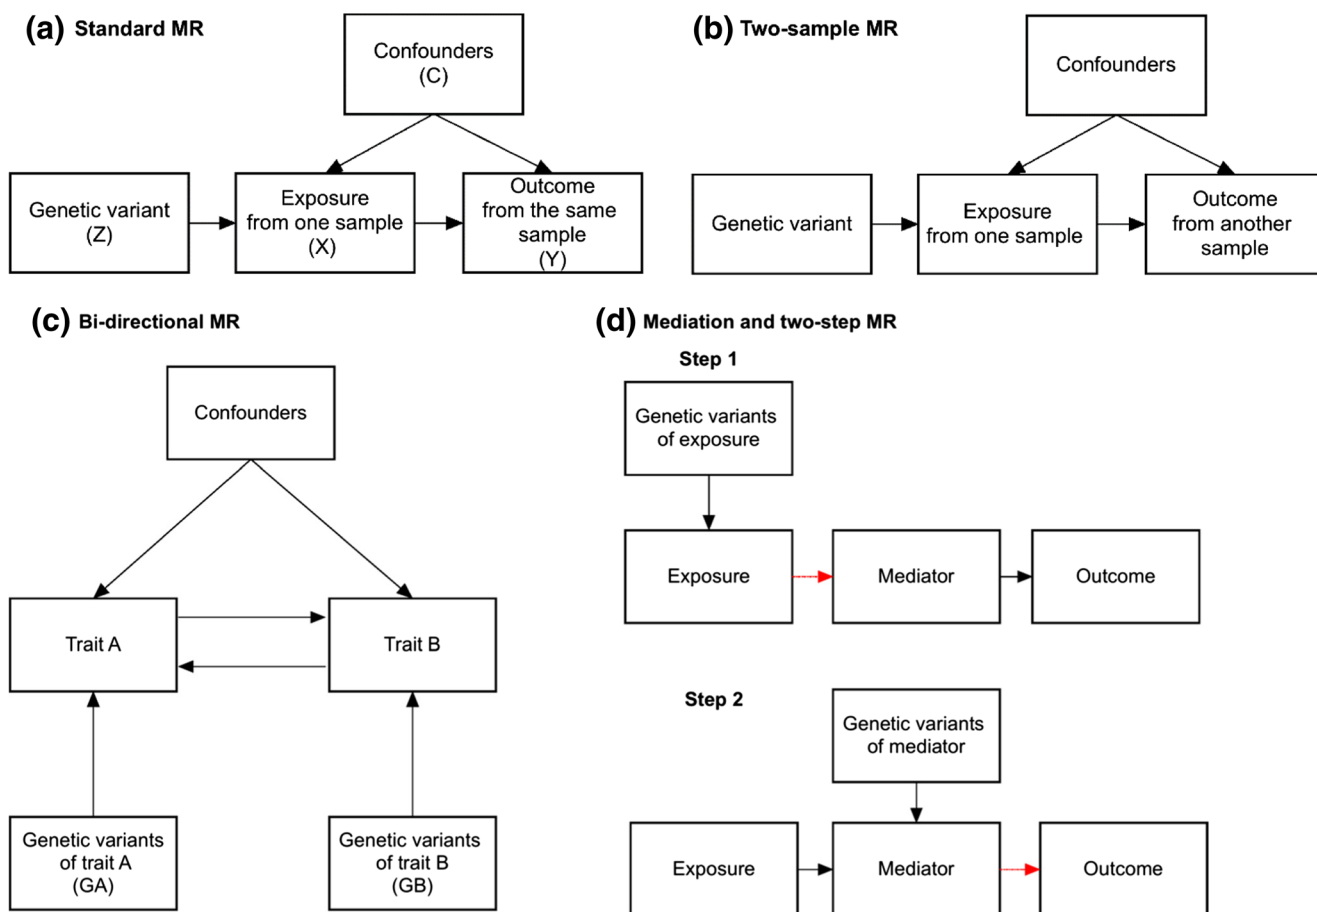 (a) Standard MR
Confounders
(C)
Genetic variant
(Z)
Exposure
from one sample
(X)
Outcome
from the same
sample
(Y)
(b) Two-sample MR
Confounders
Genetic variant
Exposure
from one sample
Outcome
from another
sample
(c) Bi-directional MR
Confounders
Trait A
Trait B
Genetic variants
of trait A
(GA)
Genetic variants
of trait B
(GB)
(d) Mediation and two-step MR
Step 1
Genetic variants
of exposure
Exposure
Mediator
Outcome
Step 2
Genetic variants
of mediator
Exposure
Mediator
Outcome